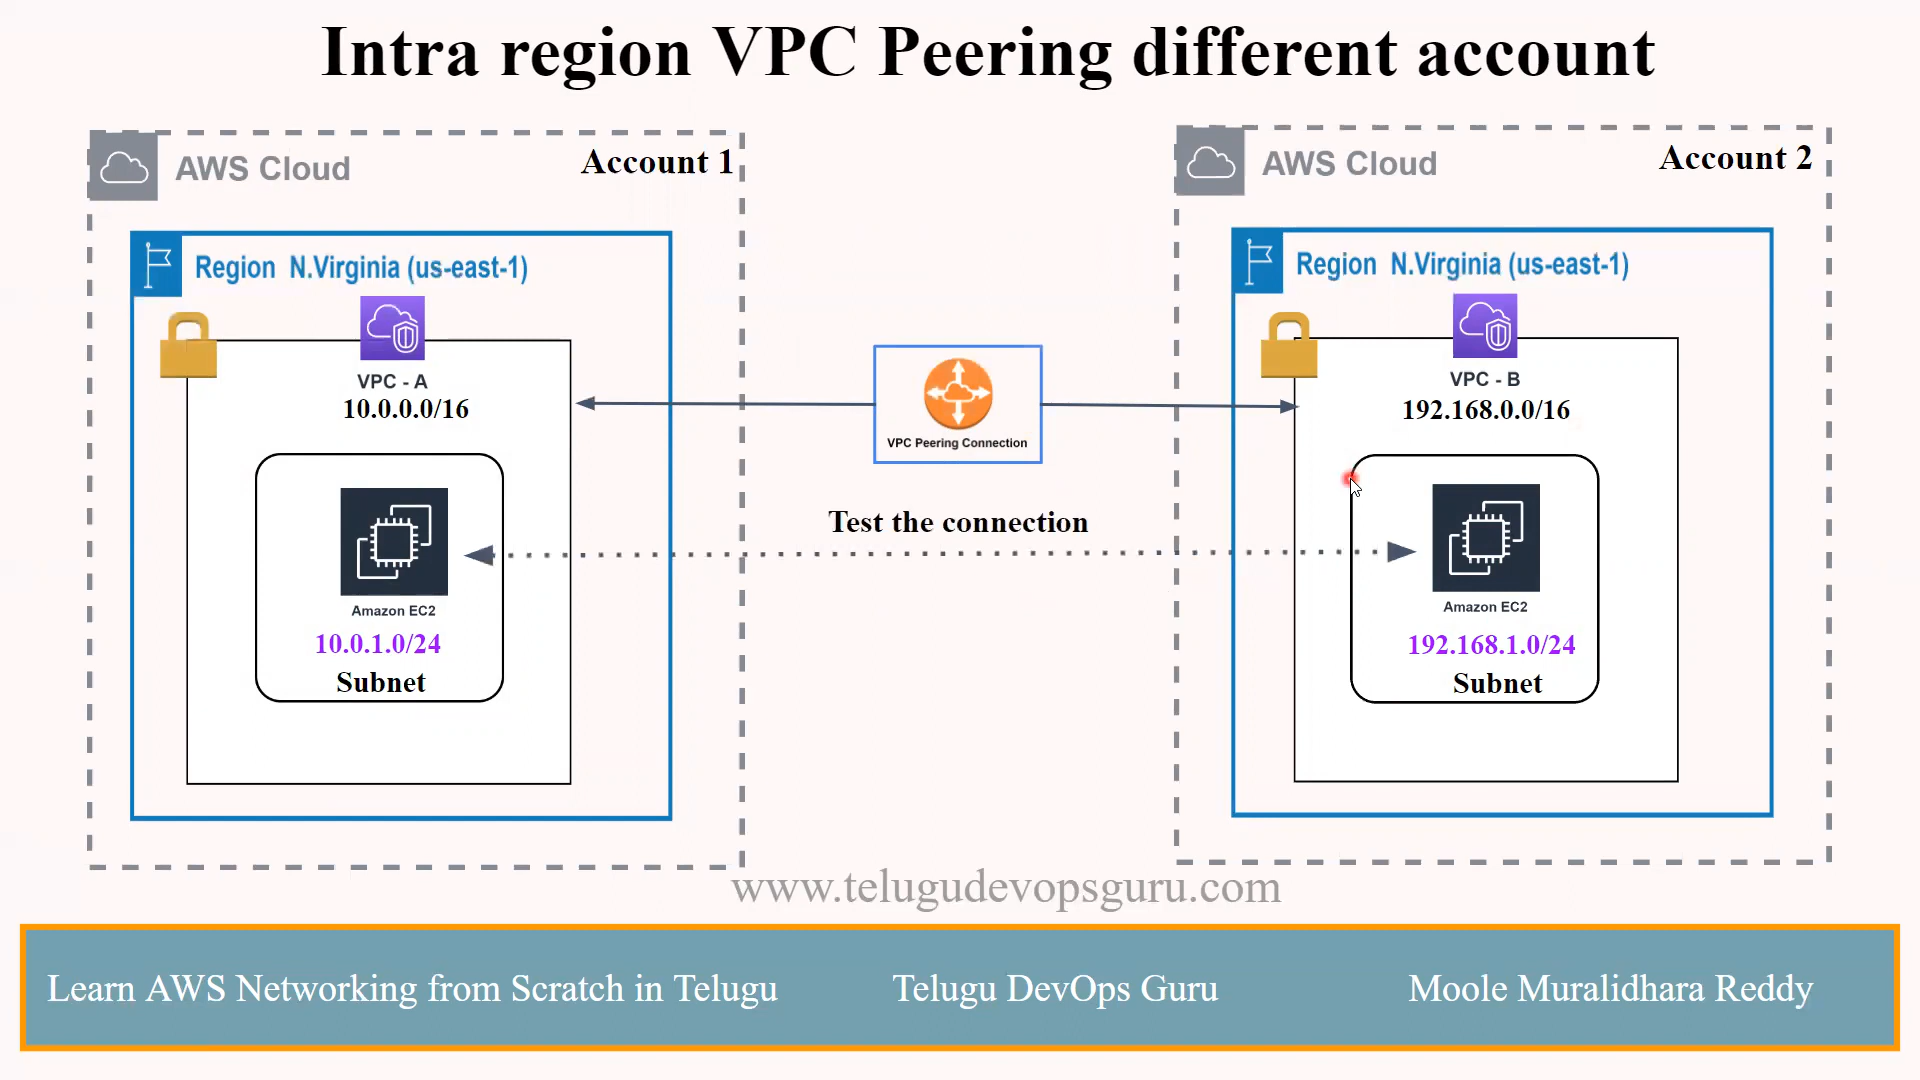 Intra region VPC Peering different account
AWS Cloud
Account 1
Region N.Virginia (us-east-1)
VPC - A
10.0.0.0/16
Amazon EC2
10.0.1.0/24
Subnet
VPC Peering Connection
Test the connection
AWS Cloud
Account 2
Region N.Virginia (us-east-1)
VPC - B
192.168.0.0/16
Amazon EC2
192.168.1.0/24
Subnet
www.telugudevopsguru.com
Learn AWS Networking from Scratch in Telugu
Telugu DevOps Guru
Moole Muralidhara Reddy